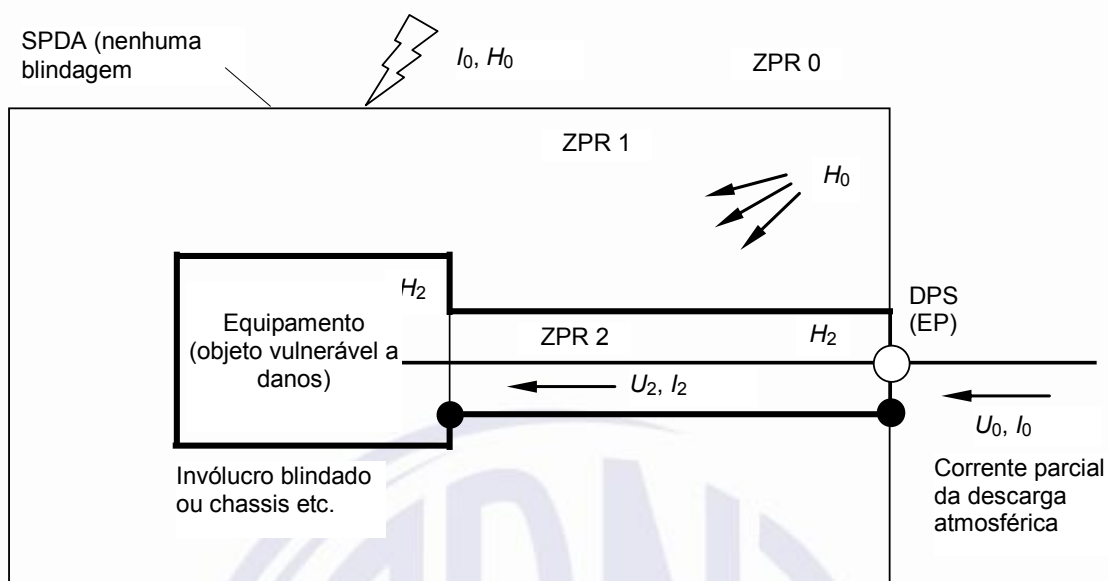 SPDA (nenhuma
blindagem
I0, H0
ZPR 0
ZPR 1
H0
H2
DPS
(EP)
Equipamento
(objeto vulnerável a
danos)
ZPR 2
H2
U2, I2
U0, I0
Invólucro blindado
ou chassis etc.
Corrente parcial
da descarga
atmosférica